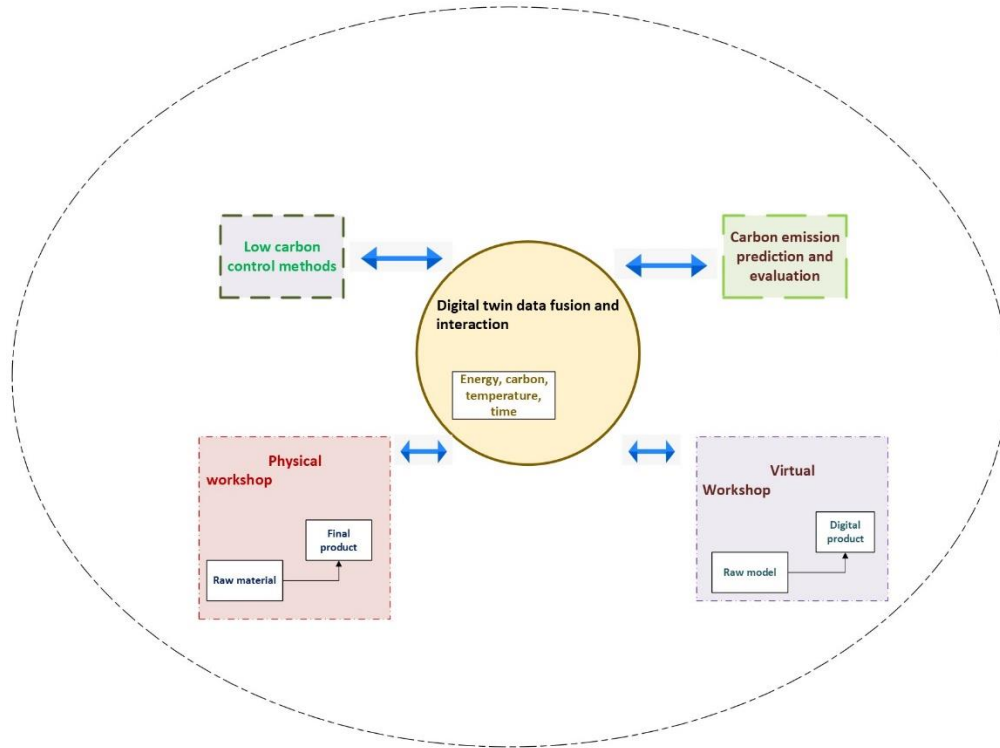 Low carbon
control methods
Carbon emission
prediction and
evaluation
Digital twin data fusion and
interaction
Energy, carbon,
temperature,
time
Physical
workshop
Final
product
Raw material
Virtual
Workshop
Digital
product
Raw model